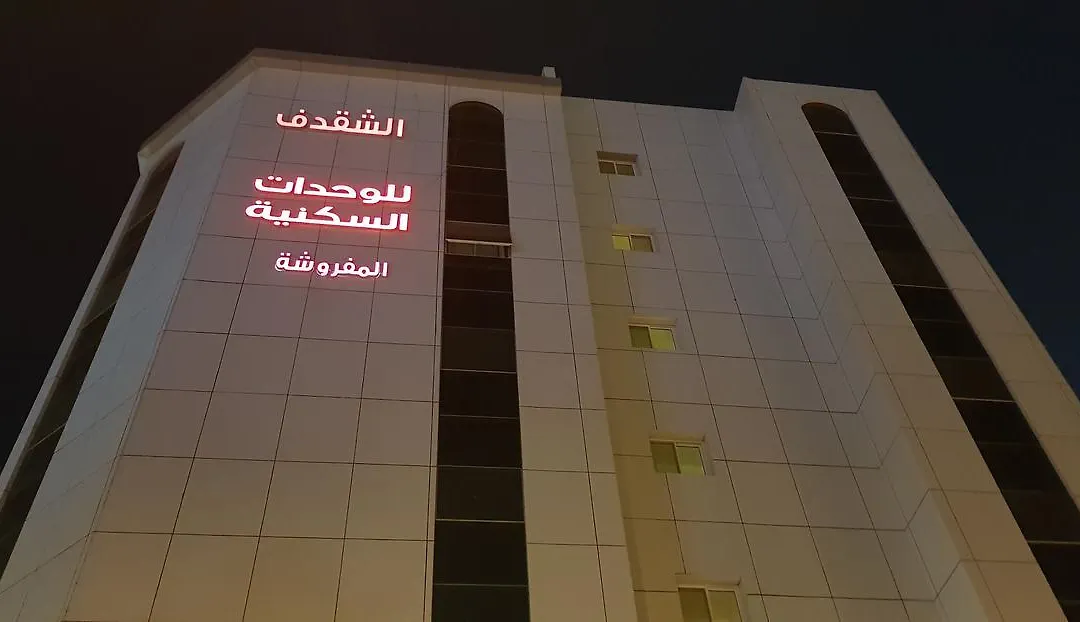 الشقدف
للوحدات
السكنية
المفروشة